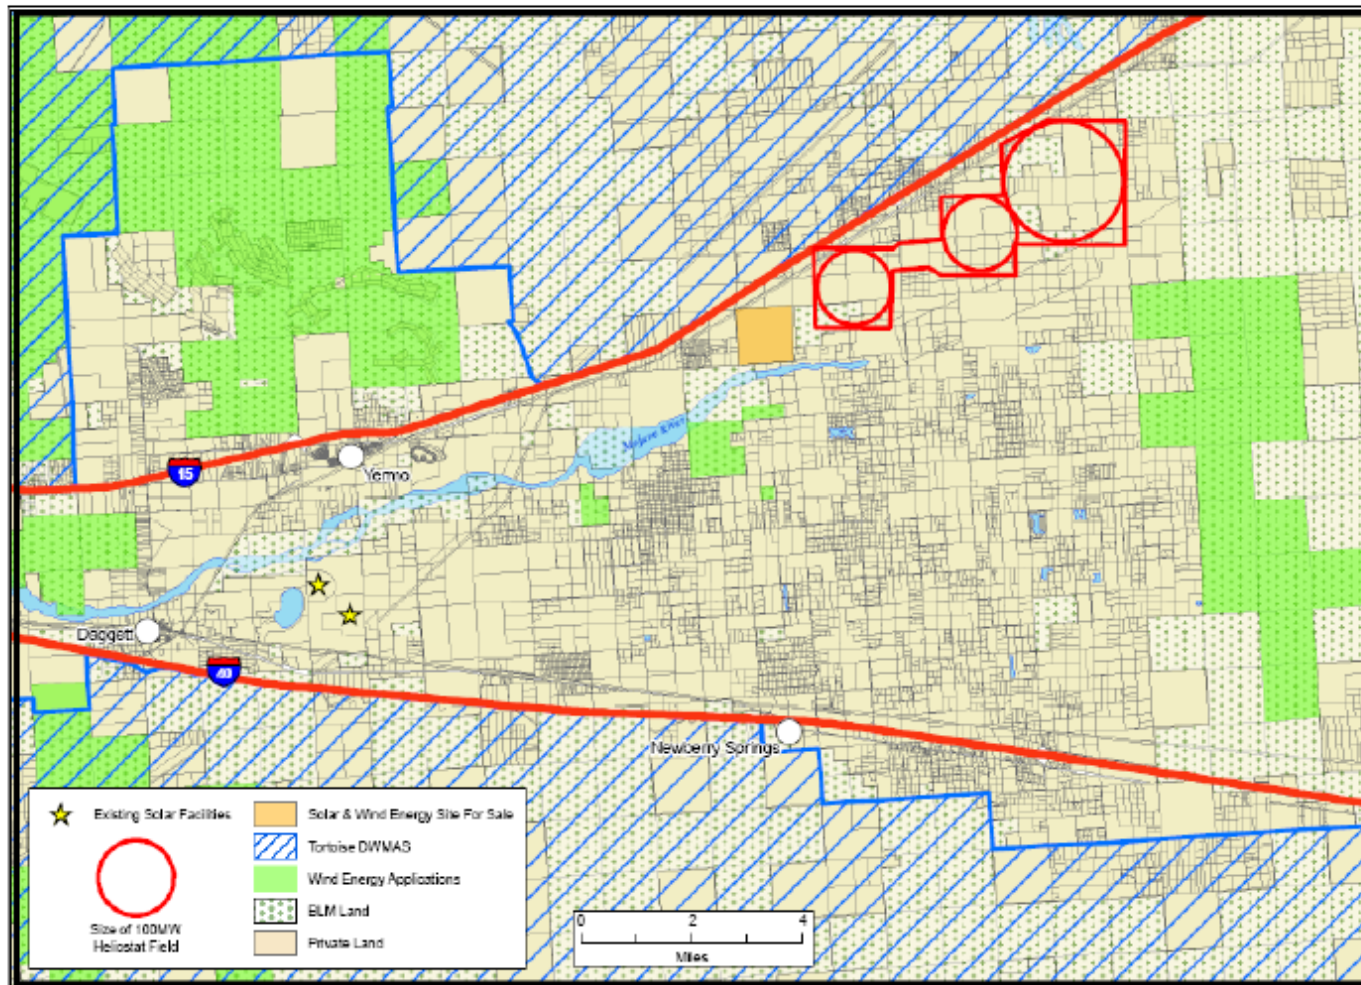 15
Yermo
Mojave River
Daggett
40
Newberry Springs
Existing Solar Facilities
Size of 100MW
Heliostat Field
Solar & Wind Energy Site For Sale
Tortoise DWMAS
Wind Energy Applications
BLM Land
Private Land
0 2 4
Miles